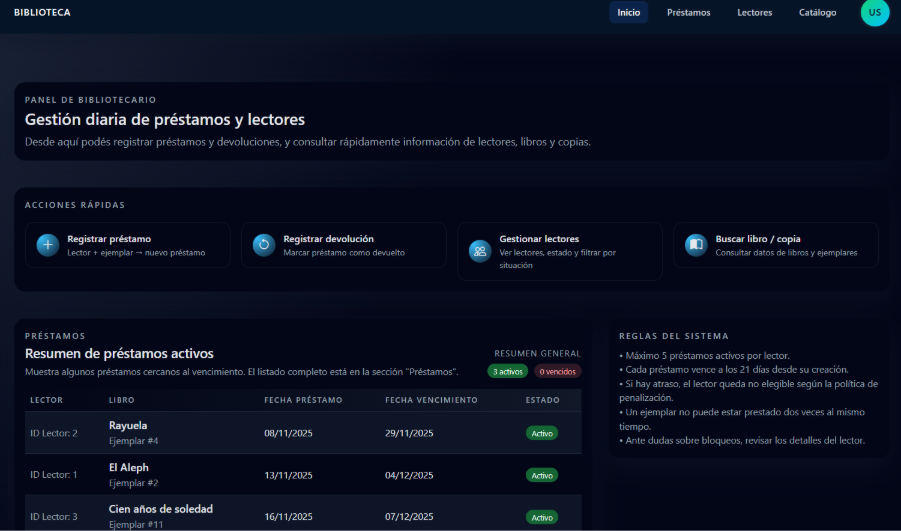 BIBLIOTECA
Inicio
Préstamos
Lectores
Catálogo
US
PANEL DE BIBLIOTECARIO
Gestión diaria de préstamos y lectores
Desde aquí podés registrar préstamos y devoluciones, y consultar rápidamente información de lectores, libros y copias.
ACCIONES RÁPIDAS
Registrar préstamo
Lector + ejemplar → nuevo préstamo
Registrar devolución
Marcar préstamo como devuelto
Gestionar lectores
Ver lectores, estado y filtrar por
situación
Buscar libro / copia
Consultar datos de libros y ejemplares
PRÉSTAMOS
Resumen de préstamos activos
Muestra algunos préstamos cercanos al vencimiento. El listado completo está en la sección "Préstamos".
RESUMEN GENERAL
3 activos
0 vencidos
LECTOR LIBRO FECHA PRÉSTAMO FECHA VENCIMIENTO ESTADO
ID Lector: 2 Rayuela 08/11/2025 29/11/2025 Activo
Ejemplar #4
ID Lector: 1 El Aleph 13/11/2025 04/12/2025 Activo
Ejemplar #2
ID Lector: 3 Cien años de soledad 16/11/2025 07/12/2025 Activo
Ejemplar #11
REGLAS DEL SISTEMA
• Máximo 5 préstamos activos por lector.
• Cada préstamo vence a los 21 días desde su creación.
• Si hay atraso, el lector queda no elegible según la política de
penalización.
• Un ejemplar no puede estar prestado dos veces al mismo
tiempo.
• Ante dudas sobre bloqueos, revisar los detalles del lector.